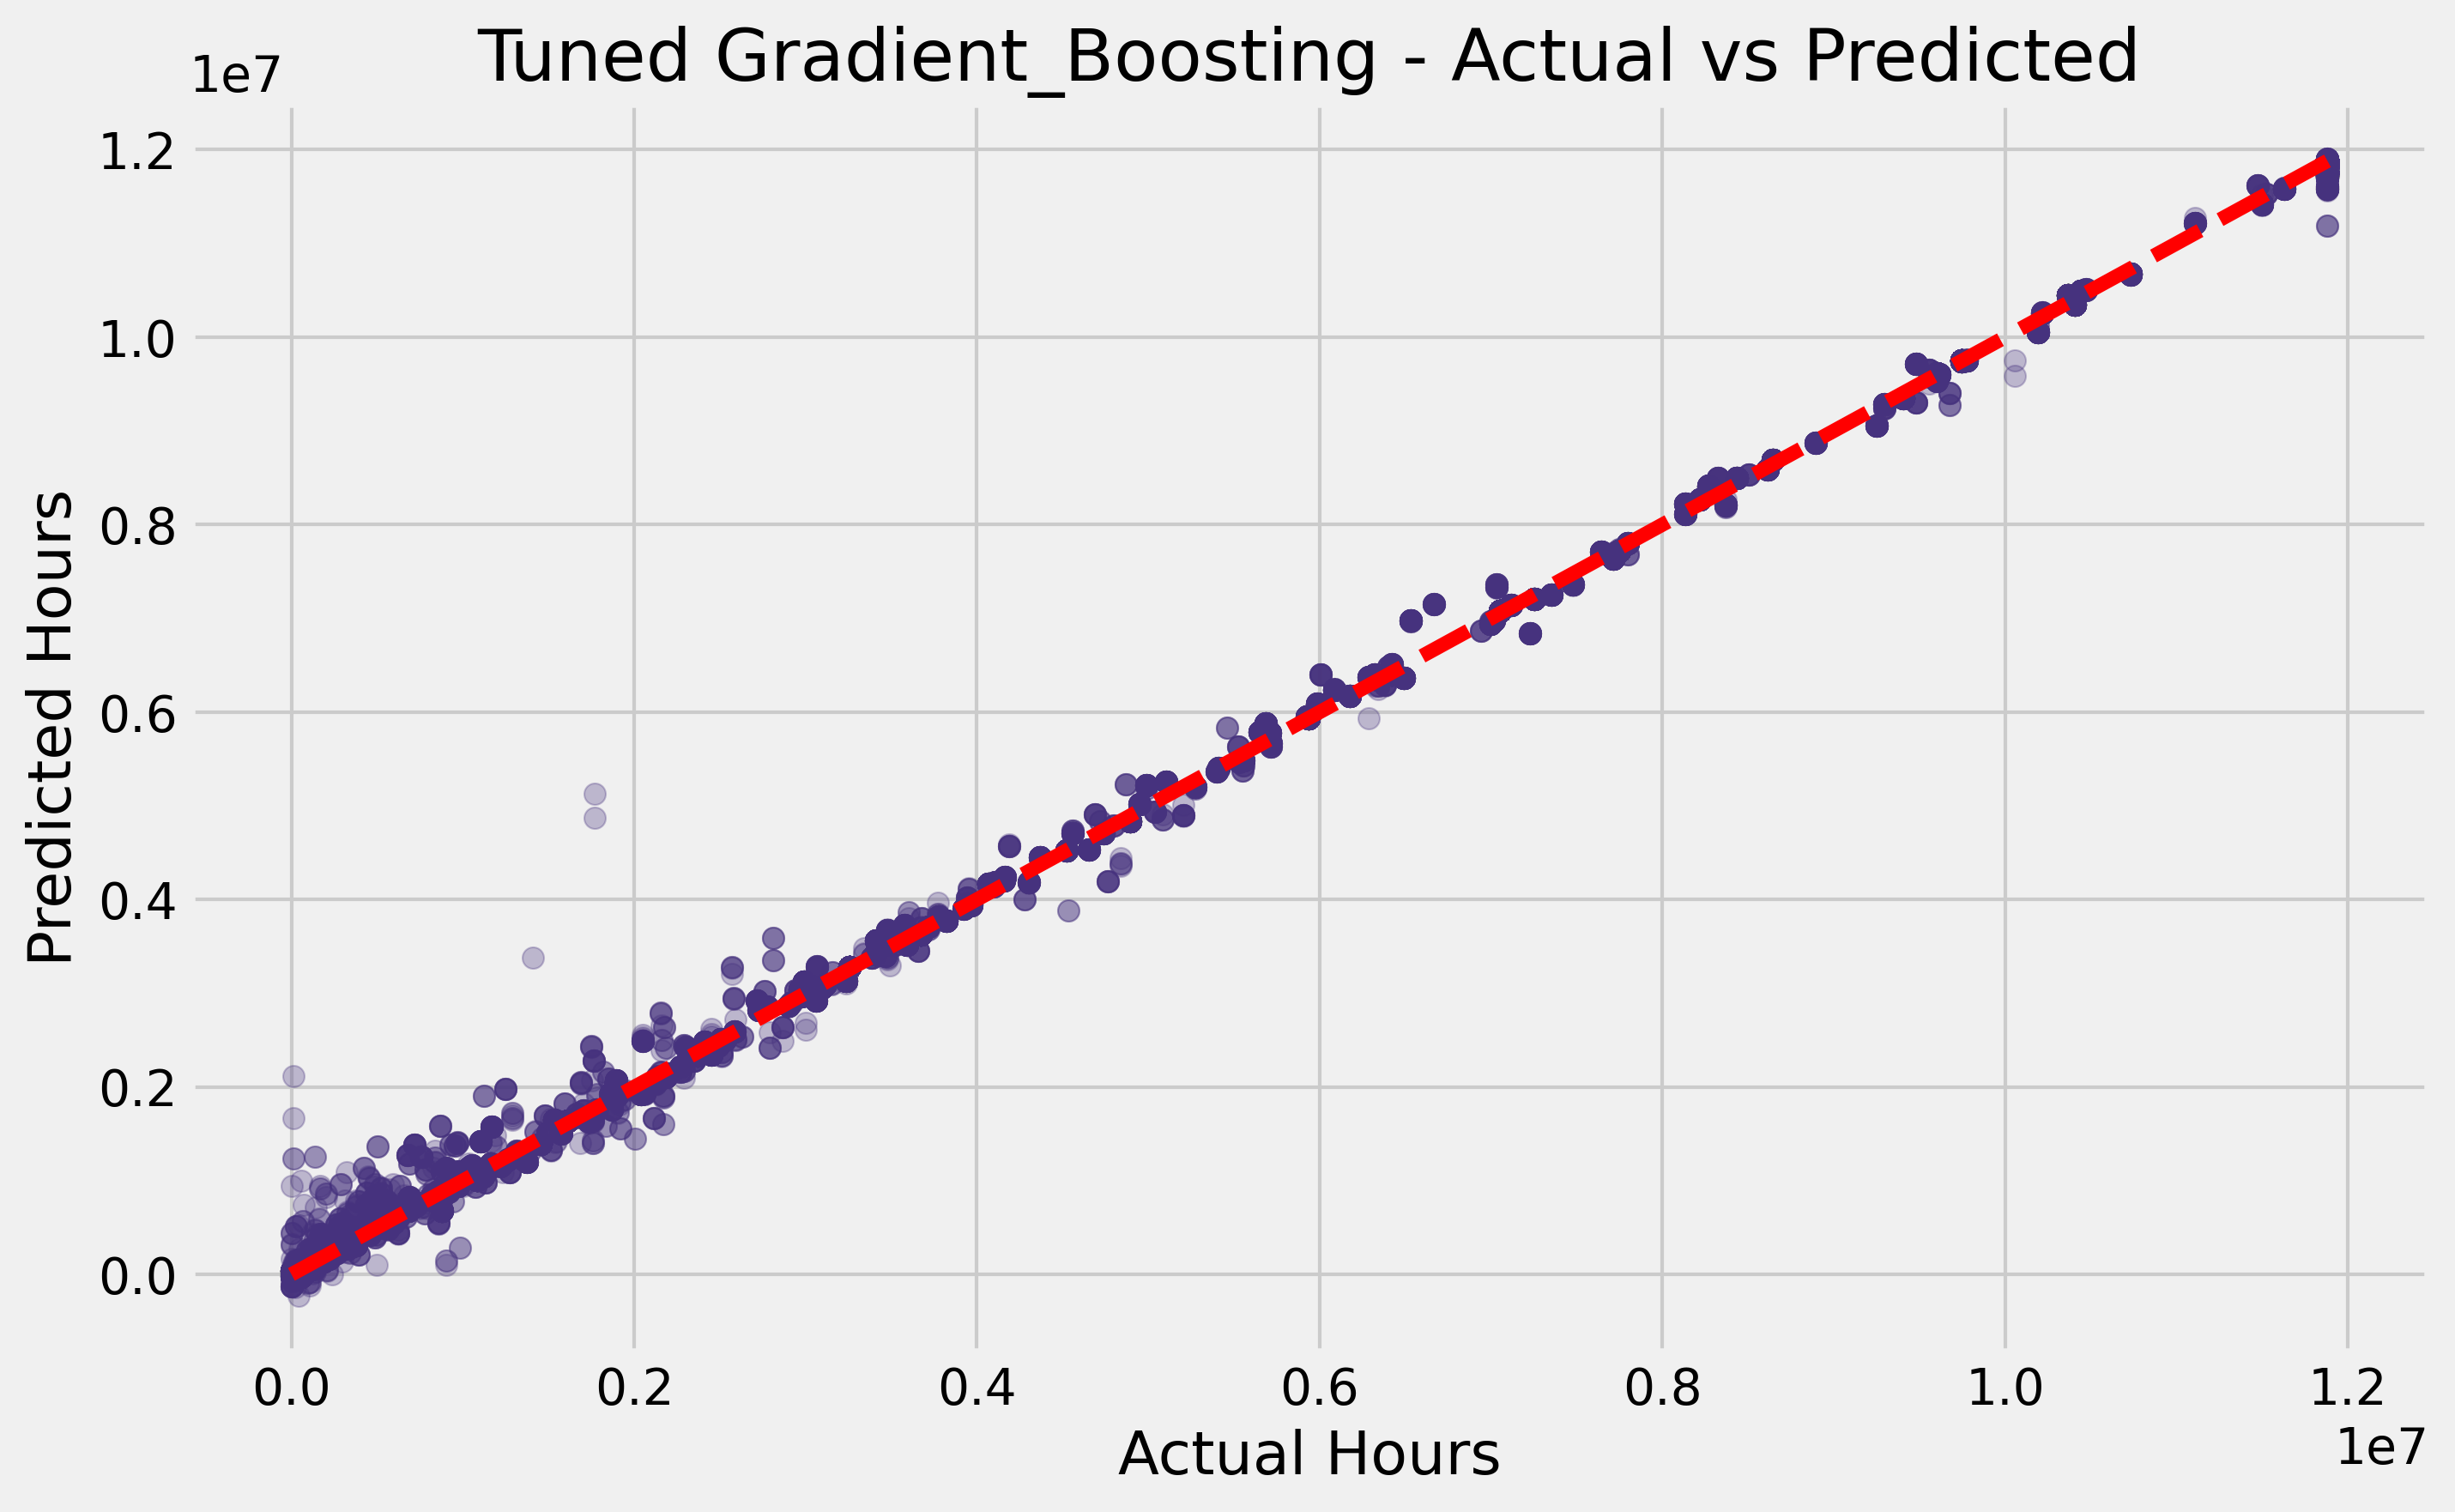 Tuned Gradient_Boosting - Actual vs Predicted
1e7
1.2
1.0
0.8
0.6
0.4
0.2
0.0
Predicted Hours
0.0 0.2 0.4 0.6 0.8 1.0 1.2
Actual Hours
1e7